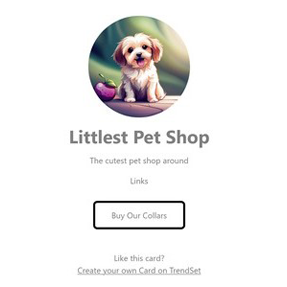 Littlest Pet Shop
The cutest pet shop around
Links
Buy Our Collars
Like this card?
Create your own Card on TrendSet